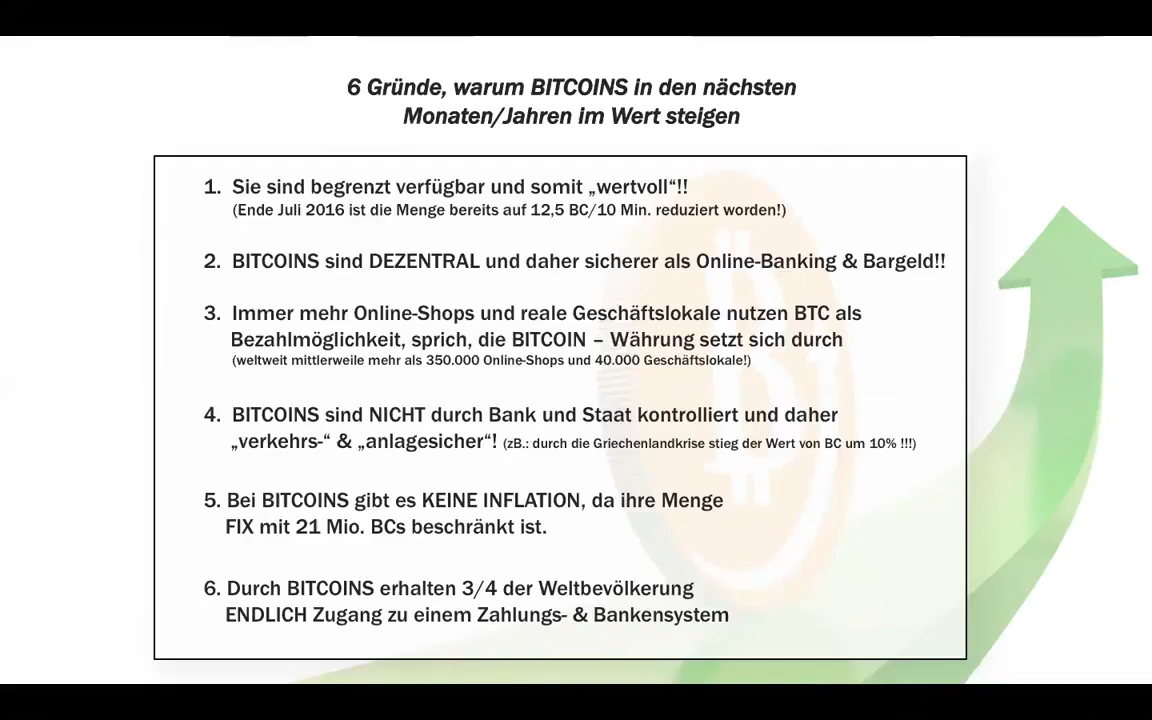 6 Gründe, warum BITCOINS in den nächsten
Monaten/Jahren im Wert steigen
1. Sie sind begrenzt verfügbar und somit „wertvoll“!!
(Ende Juli 2016 ist die Menge bereits auf 12,5 BC/10 Min. reduziert worden!)
2. BITCOINS sind DEZENTRAL und daher sicherer als Online-Banking & Bargeld!!
3. Immer mehr Online-Shops und reale Geschäftslokale nutzen BTC als
Bezahlmöglichkeit, sprich, die BITCOIN – Währung setzt sich durch
(weltweit mittlerweile mehr als 350.000 Online-Shops und 40.000 Geschäftslokale!)
4. BITCOINS sind NICHT durch Bank und Staat kontrolliert und daher
„verkehrs-“ & „anlagesicher“! (zB.: durch die Griechenlandkrise stieg der Wert von BC um 10% !!!)
5. Bei BITCOINS gibt es KEINE INFLATION, da ihre Menge
FIX mit 21 Mio. BCs beschränkt ist.
6. Durch BITCOINS erhalten 3/4 der Weltbevölkerung
ENDLICH Zugang zu einem Zahlungs- & Bankensystem